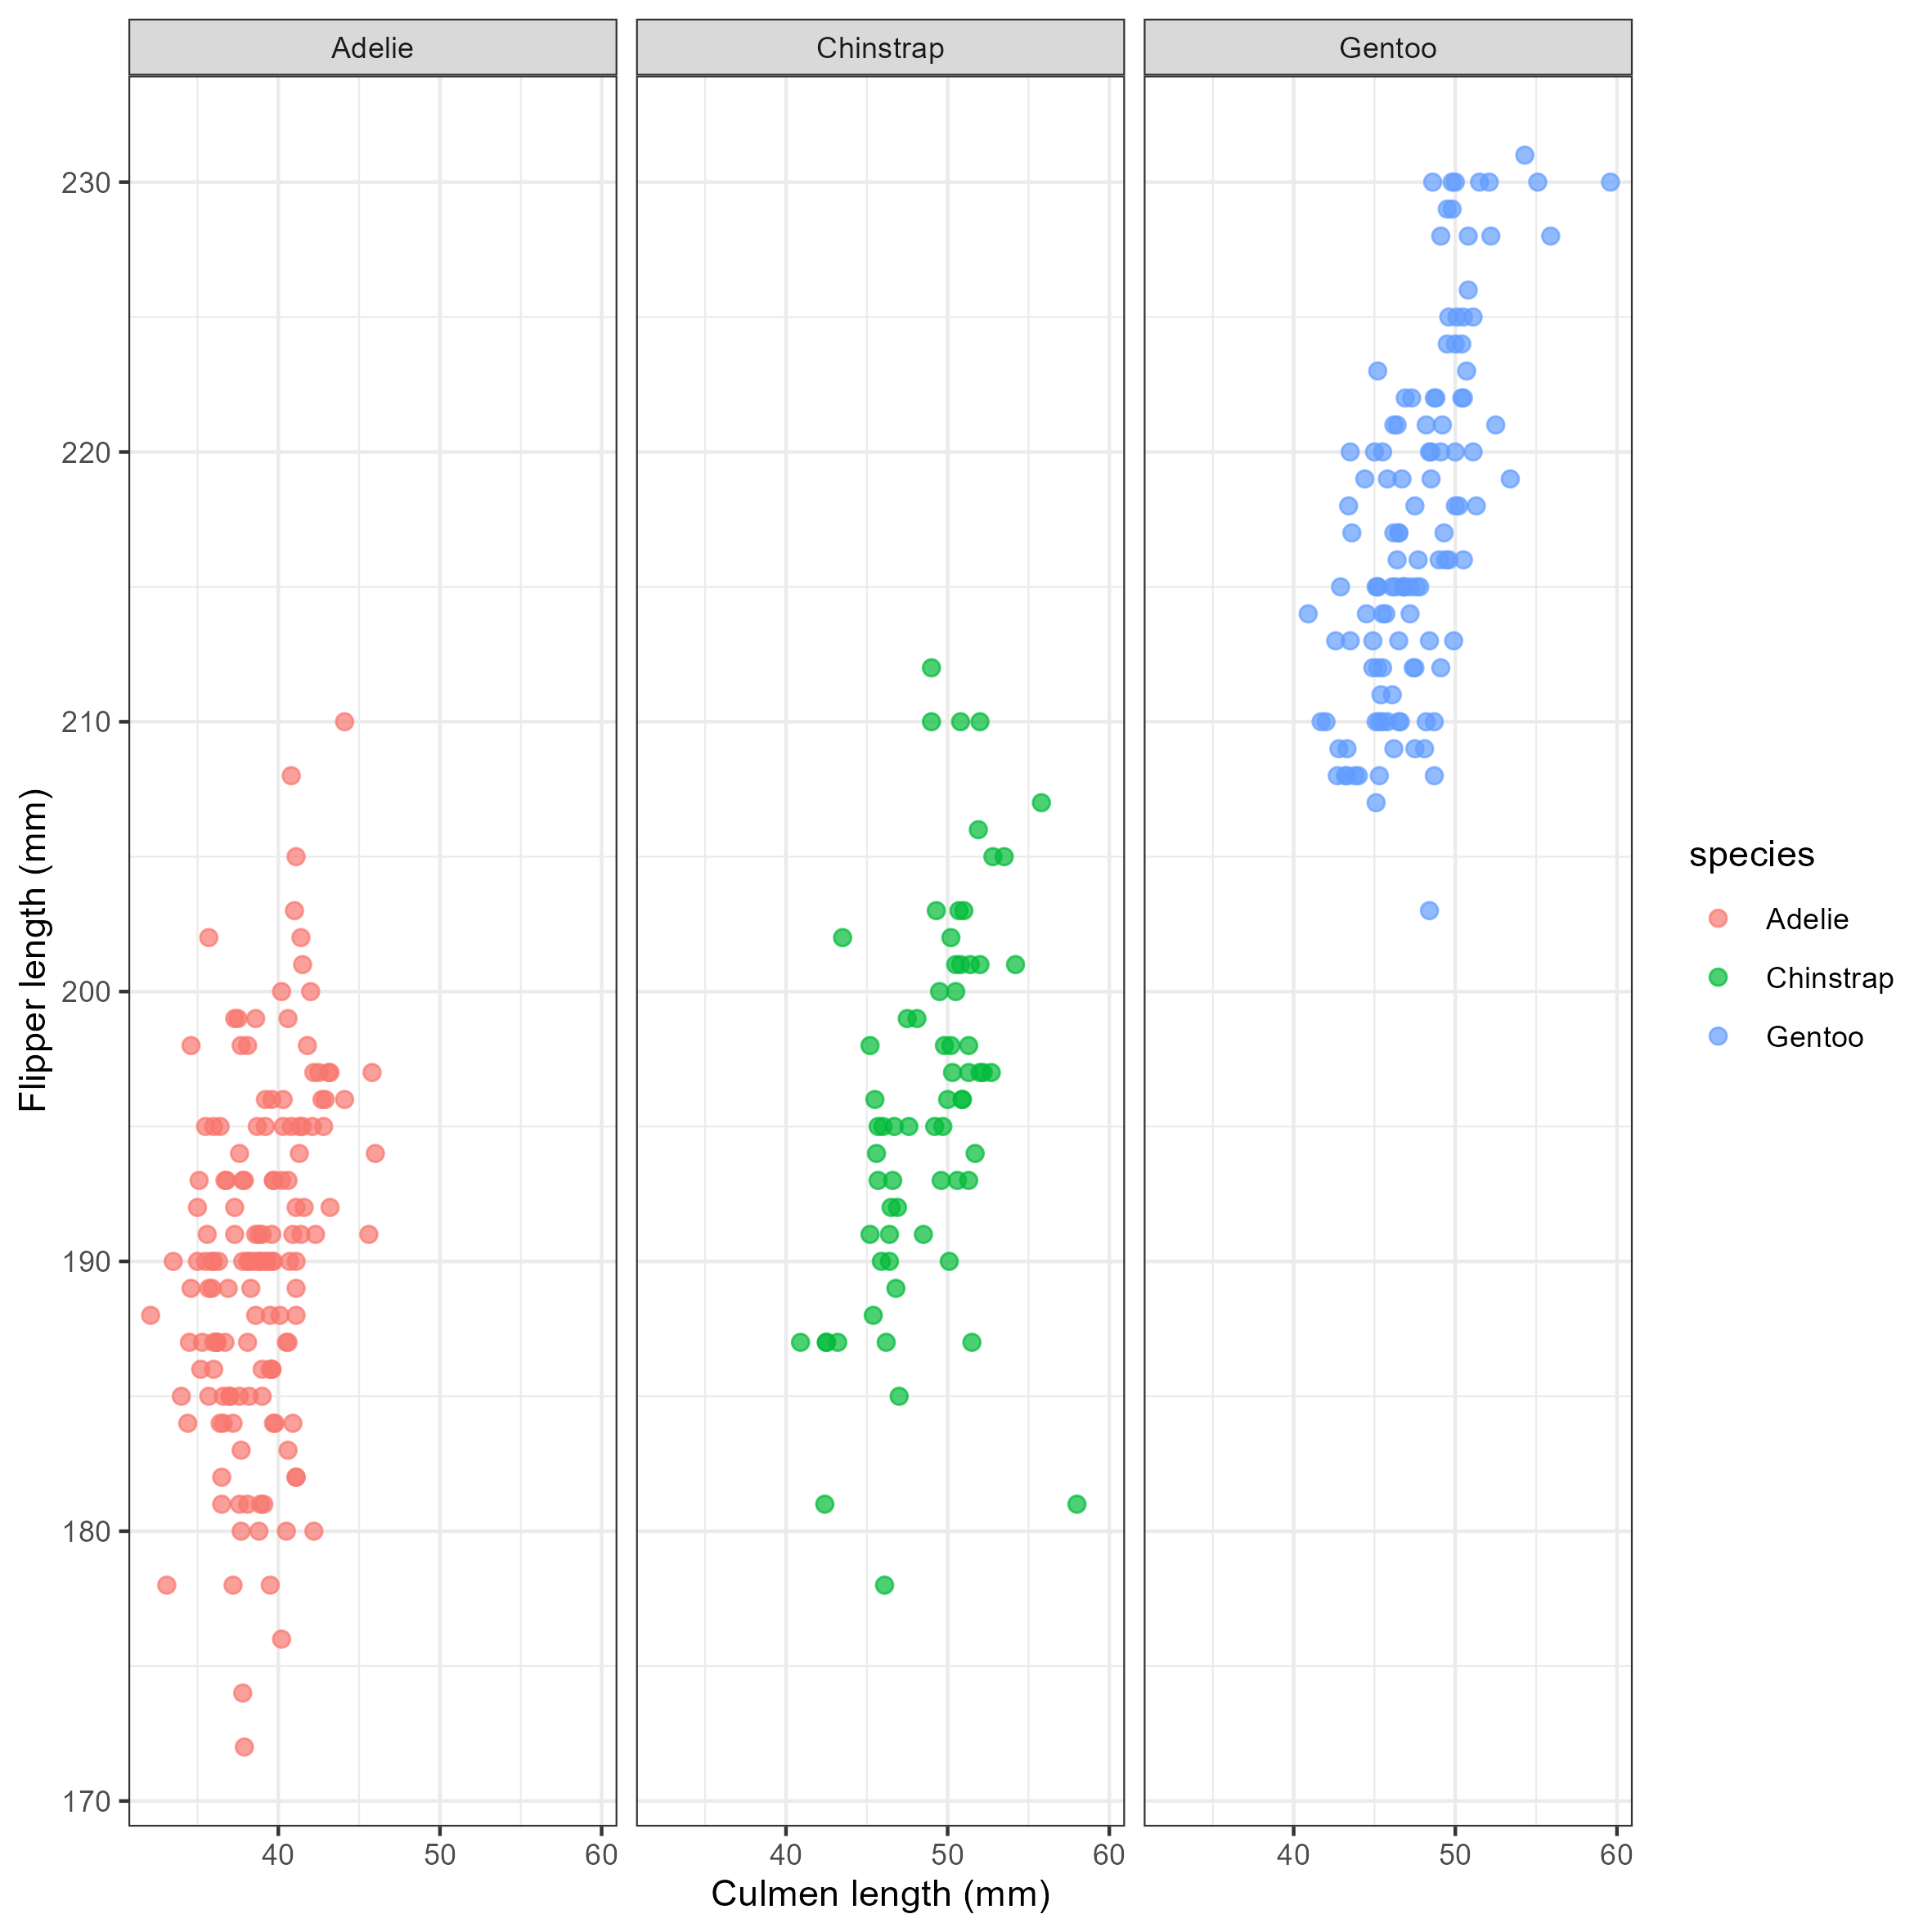 Adelie
Chinstrap
Gentoo
Flipper length (mm)
230
220
210
200
190
180
170
40 50 60
40 50 60
40 50 60
Culmen length (mm)
species
Adelie
Chinstrap
Gentoo